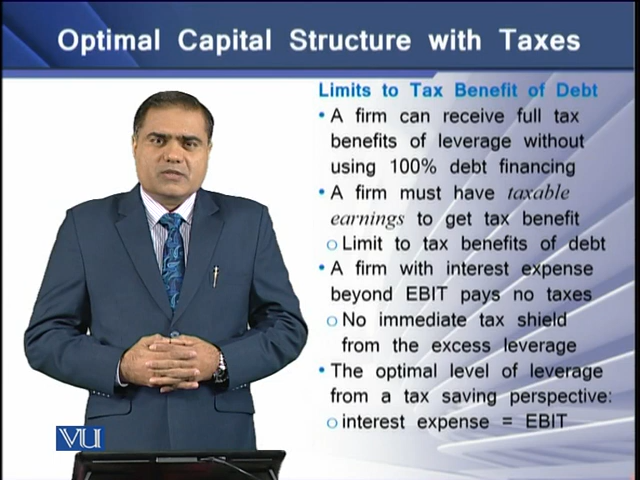 Optimal Capital Structure with Taxes
Limits to Tax Benefit of Debt
• A firm can receive full tax
benefits of leverage without
using 100% debt financing
• A firm must have taxable
earnings to get tax benefit
o Limit to tax benefits of debt
• A firm with interest expense
beyond EBIT pays no taxes
o No immediate tax shield
from the excess leverage
• The optimal level of leverage
from a tax saving perspective:
o interest expense = EBIT
VU